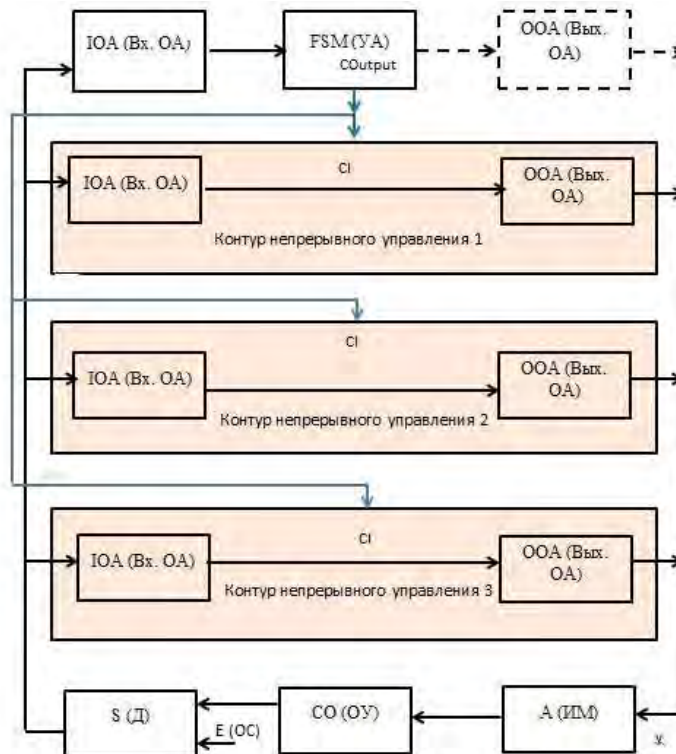 IOA (Вх. ОА)
FSM (УА)
COutput
OOA (Вых.
ОА)
CI
IOA (Вх. ОА)
OOA (Вых.
ОА)
Контур непрерывного управления 1
CI
IOA (Вх. ОА)
OOA (Вых.
ОА)
Контур непрерывного управления 2
CI
IOA (Вх. ОА)
OOA (Вых.
ОА)
Контур непрерывного управления 3
S (Д)
E (ОС)
CO (ОУ)
A (ИМ)